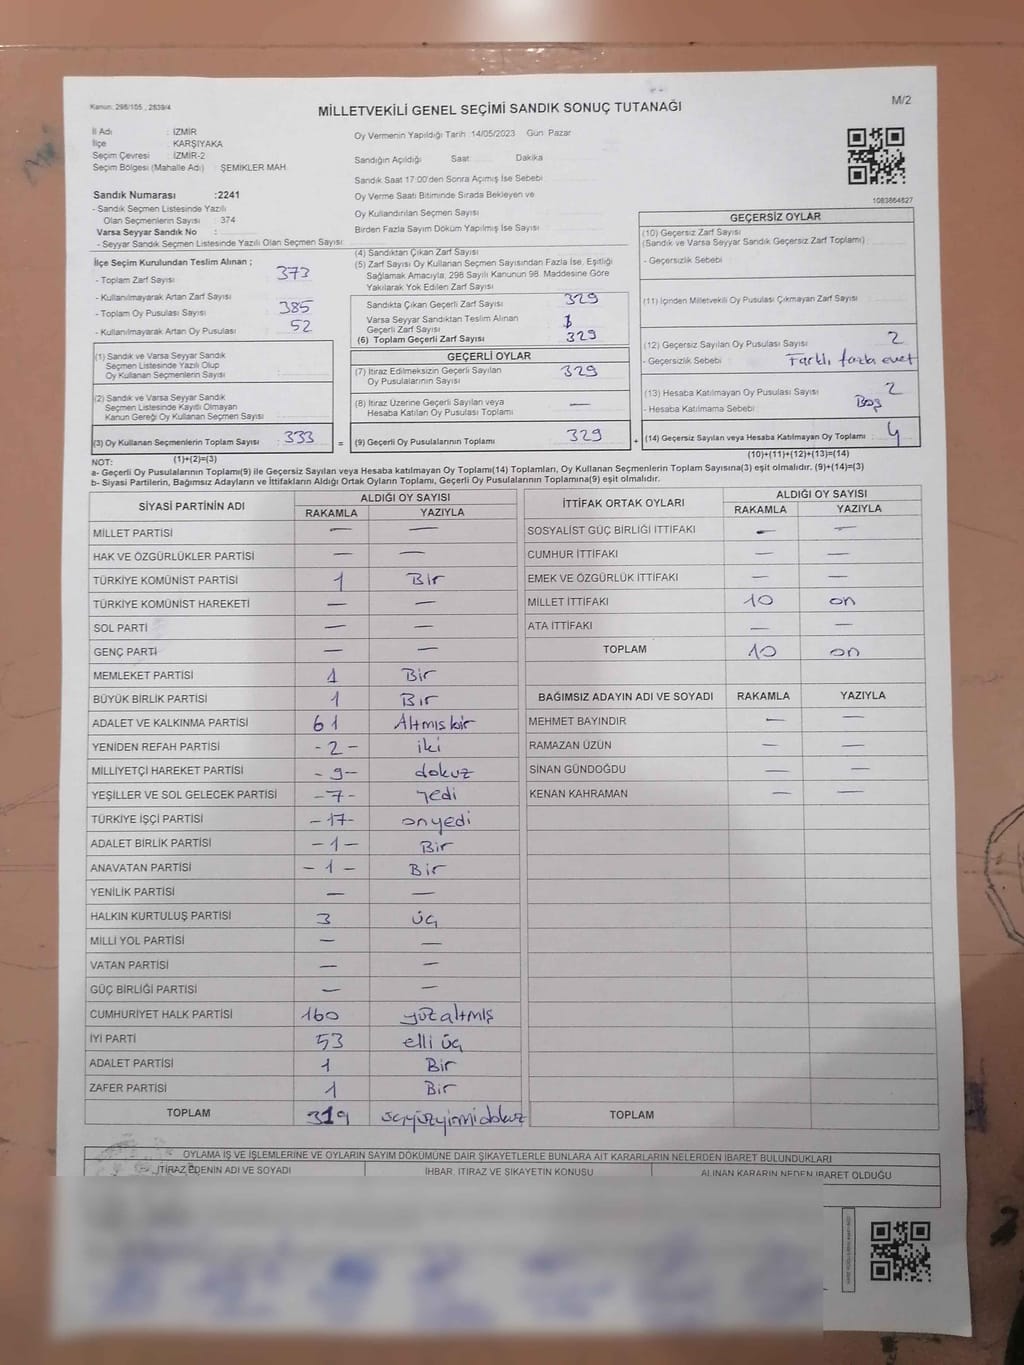 Kanun: 298/105 , 2839/4
MİLLETVEKİLİ GENEL SEÇİMİ SANDIK SONUÇ TUTANAĞI
M/2
İl Adı : İZMİR
İlçe : KARŞIYAKA
Seçim Çevresi : İZMİR-2
Seçim Bölgesi (Mahalle Adı) : ŞEMİKLER MAH.
Oy Vermenin Yapıldığı Tarih :14/05/2023 Gün Pazar
Sandığın Açıldığı Saat Dakika
Sandık Saat 17:00'den Sonra Açımış İse Sebebi
Oy Verme Saati Bitiminde Sırada Bekleyen ve
Oy Kullandırılan Seçmen Sayısı
Birden Fazla Sayım Döküm Yapılmış İse Sayısı
1083864627
Sandık Numarası :2241
- Sandık Seçmen Listesinde Yazılı
Olan Seçmenlerin Sayısı : 374
Varsa Seyyar Sandık No :
- Seyyar Sandık Seçmen Listesinde Yazılı Olan Seçmen Sayısı:
İlçe Seçim Kurulundan Teslim Alınan ;
- Toplam Zarf Sayısı 373
- Kullanılmayarak Artan Zarf Sayısı
- Toplam Oy Pusulası Sayısı 385
- Kullanılmayarak Artan Oy Pusulası 52
(4) Sandıktan Çıkan Zarf Sayısı
(5) Zarf Sayısı Oy Kullanan Seçmen Sayısından Fazla İse, Eşitliği
Sağlamak Amacıyla, 298 Sayılı Kanunun 98. Maddesine Göre
Yakılarak Yok Edilen Zarf Sayısı
Sandıkta Çıkan Geçerli Zarf Sayısı 329
Varsa Seyyar Sandıktan Teslim Alınan
Geçerli Zarf Sayısı
(6) Toplam Geçerli Zarf Sayısı 329
GEÇERLİ OYLAR
(7) İtiraz Edilmeksizin Geçerli Sayılan
Oy Pusulalarının Sayısı 329
(8) İtiraz Üzerine Geçerli Sayılan veya
Hesaba Katılan Oy Pusulası Toplamı —
GEÇERSİZ OYLAR
(10) Geçersiz Zarf Sayısı
(Sandık ve Varsa Seyyar Sandık Geçersiz Zarf Toplamı) :
- Geçersizlik Sebebi :
(11) İçinden Milletvekili Oy Pusulası Çıkmayan Zarf Sayısı :
(12) Geçersiz Sayılan Oy Pusulası Sayısı : 2
- Geçersizlik Sebebi : Farklı fazla evet
(13) Hesaba Katılmayan Oy Pusulası Sayısı 2
- Hesaba Katılmama Sebebi : Boş
(1) Sandık ve Varsa Seyyar Sandık
Seçmen Listesinde Yazılı Olup
Oy Kullanan Seçmenlerin Sayısı :
(2) Sandık ve Varsa Seyyar Sandık
Seçmen Listesinde Kayıtlı Olmayan
Kanun Gereği Oy Kullanan Seçmen Sayısı :
(3) Oy Kullanan Seçmenlerin Toplam Sayısı : 333 = (9) Geçerli Oy Pusulalarının Toplamı 329 + (14) Geçersiz Sayılan veya Hesaba Katılmayan Oy Toplamı : 4
NOT: (1)+(2)=(3) (10)+(11)+(12)+(13)=(14)
a- Geçerli Oy Pusulalarının Toplamı(9) ile Geçersiz Sayılan veya Hesaba katılmayan Oy Toplamı(14) Toplamları, Oy Kullanan Seçmenlerin Toplam Sayısına(3) eşit olmalıdır. (9)+(14)=(3)
b- Siyasi Partilerin, Bağımsız Adayların ve İttifakların Aldığı Ortak Oyların Toplamı, Geçerli Oy Pusulalarının Toplamına(9) eşit olmalıdır.
SİYASİ PARTİNİN ADI ALDIĞI OY SAYISI
RAKAMLA YAZIYLA
MİLLET PARTİSİ — —
HAK VE ÖZGÜRLÜKLER PARTİSİ — —
TÜRKİYE KOMÜNİST PARTİSİ 1 Bir
TÜRKİYE KOMÜNİST HAREKETİ — —
SOL PARTİ — —
GENÇ PARTİ — —
MEMLEKET PARTİSİ 1 Bir
BÜYÜK BİRLİK PARTİSİ 1 Bir
ADALET VE KALKINMA PARTİSİ 61 Altmışbir
YENİDEN REFAH PARTİSİ - 2 - iki
MİLLİYETÇİ HAREKET PARTİSİ - 9 - dokuz
YEŞİLLER VE SOL GELECEK PARTİSİ - 7 - Yedi
TÜRKİYE İŞÇİ PARTİSİ - 17 - onyedi
ADALET BİRLİK PARTİSİ - 1 - Bir
ANAVATAN PARTİSİ - 1 - Bir
YENİLİK PARTİSİ — —
HALKIN KURTULUŞ PARTİSİ 3 üç
MİLLİ YOL PARTİSİ — —
VATAN PARTİSİ — —
GÜÇ BİRLİĞİ PARTİSİ — —
CUMHURİYET HALK PARTİSİ 160 yüzaltmış
İYİ PARTİ 53 elli üç
ADALET PARTİSİ 1 Bir
ZAFER PARTİSİ 1 Bir
TOPLAM 319 üçyüzyirmidokuz
İTTİFAK ORTAK OYLARI ALDIĞI OY SAYISI
RAKAMLA YAZIYLA
SOSYALİST GÜÇ BİRLİĞİ İTTİFAKI — —
CUMHUR İTTİFAKI — —
EMEK VE ÖZGÜRLÜK İTTİFAKI — —
MİLLET İTTİFAKI 10 on
ATA İTTİFAKI — —
TOPLAM 10 on
BAĞIMSIZ ADAYIN ADI VE SOYADI RAKAMLA YAZIYLA
MEHMET BAYINDIR — —
RAMAZAN ÜZÜN — —
SİNAN GÜNDOĞDU — —
KENAN KAHRAMAN — —
TOPLAM
OYLAMA İŞ VE İŞLEMLERİNE VE OYLARIN SAYIM DÖKÜMÜNE DAİR ŞİKAYETLERLE BUNLARA AİT KARARLARIN NELERDEN İBARET BULUNDUKLARI
İTİRAZ EDENİN ADI VE SOYADI İHBAR, İTİRAZ VE ŞİKAYETİN KONUSU ALINAN KARARIN NEDEN İBARET OLDUĞU